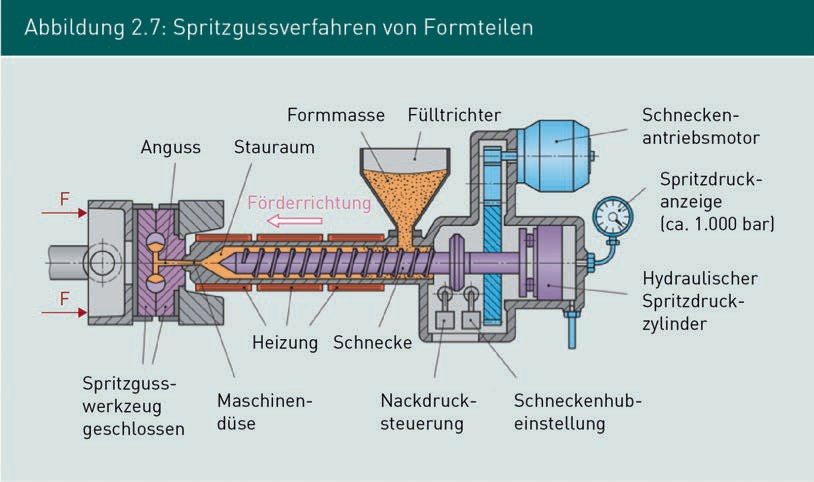 Abbildung 2.7: Spritzgussverfahren von Formteilen
Formmasse
Fülltrichter
Schnecken-
antriebsmotor
Anguss
Stauraum
Spritzdruck-
anzeige
(ca. 1.000 bar)
Förderrichtung
F
F
Hydraulischer
Spritzdruck-
zylinder
Heizung
Schnecke
Spritzguss-
werkzeug
geschlossen
Maschinen-
düse
Nackdruck-
steuerung
Schneckenhub-
einstellung